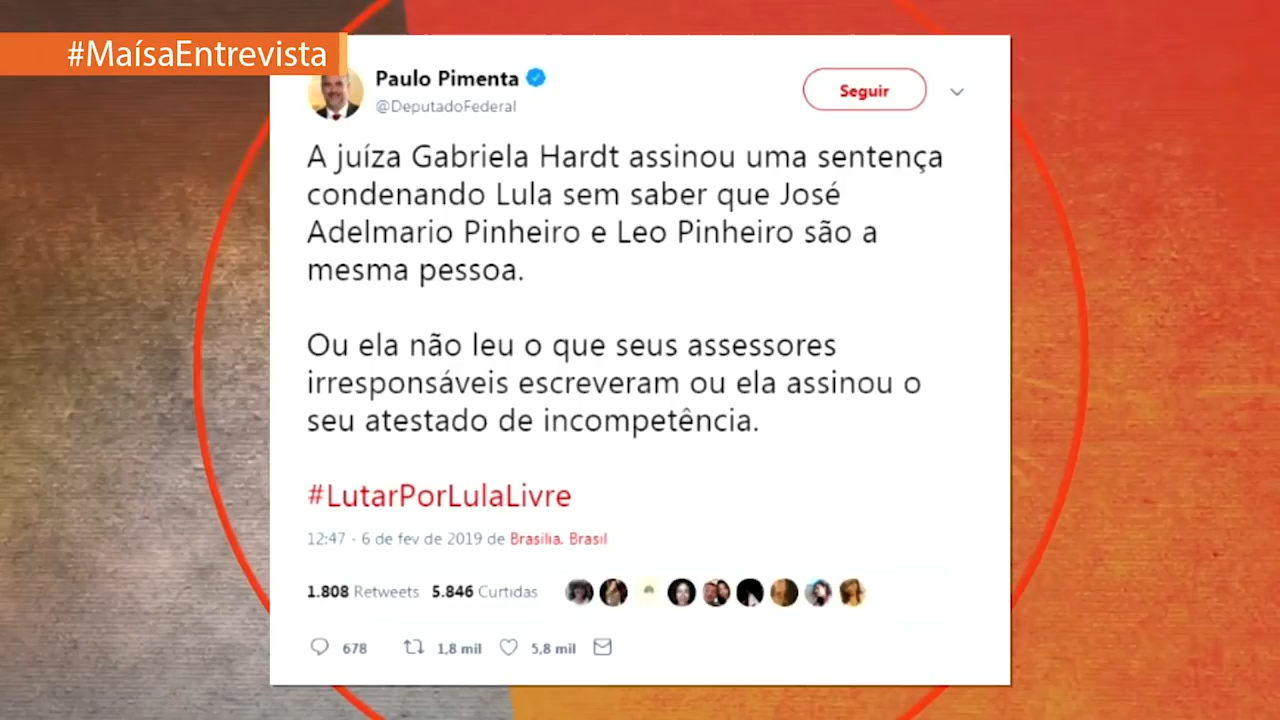 #MaísaEntrevista
Paulo Pimenta
@DeputadoFederal
Seguir
A juíza Gabriela Hardt assinou uma sentença
condenando Lula sem saber que José
Adelmario Pinheiro e Leo Pinheiro são a
mesma pessoa.
Ou ela não leu o que seus assessores
irresponsáveis escreveram ou ela assinou o
seu atestado de incompetência.
#LutarPorLulaLivre
12:47 - 6 de fev de 2019 de Brasília, Brasil
1.808 Retweets 5.846 Curtidas
678 1,8 mil 5,8 mil